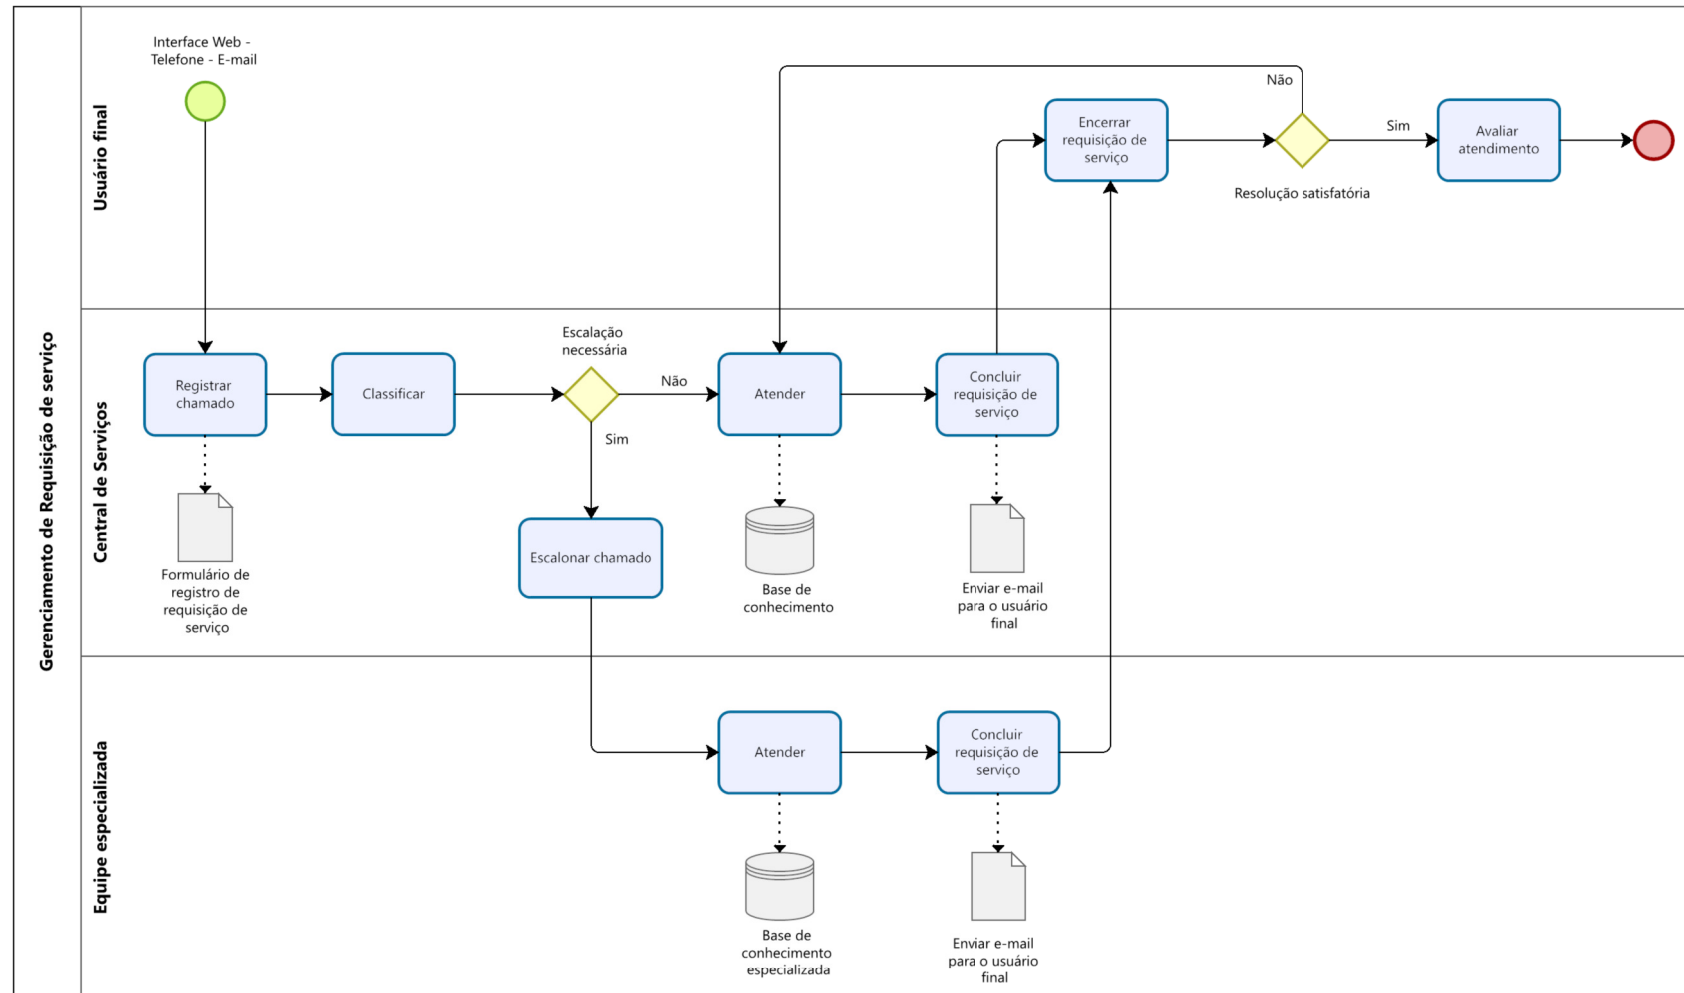 Gerenciamento de Requisição de serviço
Usuário final
Interface Web -
Telefone - E-mail
Encerrar
requisição de
serviço
Não
Sim
Resolução satisfatória
Avaliar
atendimento
Central de Serviços
Registrar
chamado
Formulário de
registro de
requisição de
serviço
Classificar
Escalação
necessária
Não
Sim
Escalonar chamado
Atender
Base de
conhecimento
Concluir
requisição de
serviço
Enviar e-mail
para o usuário
final
Equipe especializada
Atender
Base de
conhecimento
especializada
Concluir
requisição de
serviço
Enviar e-mail
para o usuário
final